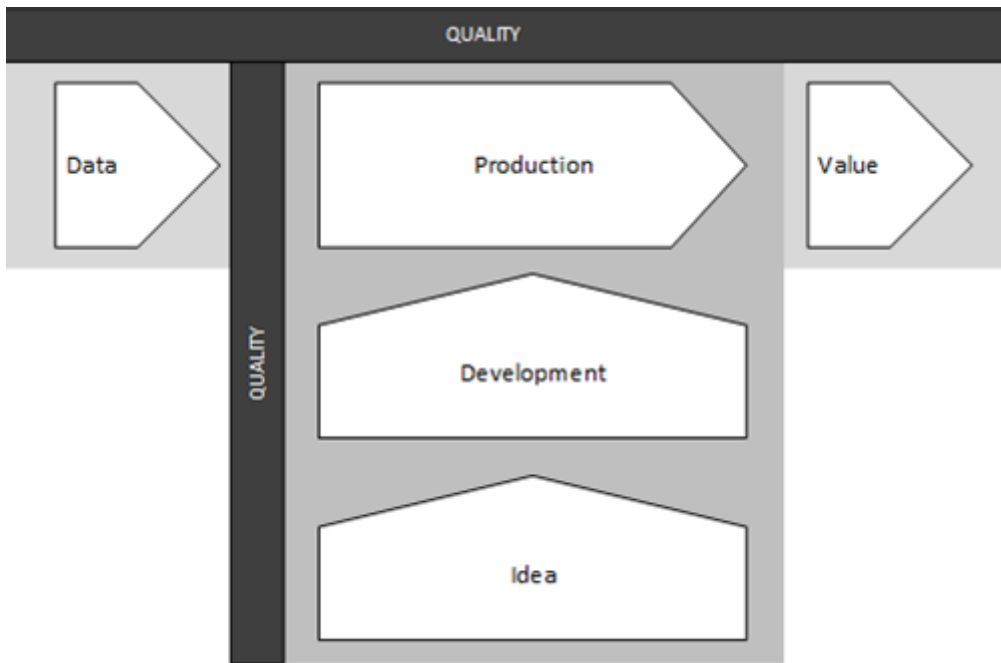 QUALITY
Data
Production
Value
QUALITY
Development
Idea